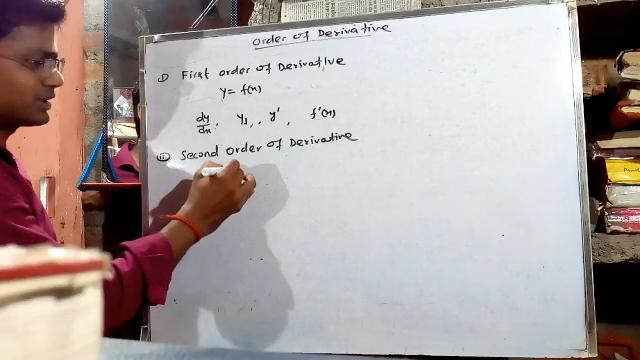 Order of Derivative
i) First order of Derivative
y = f(x)
dy/dx, y₁, y', f'(x)
ii) Second order of Derivative